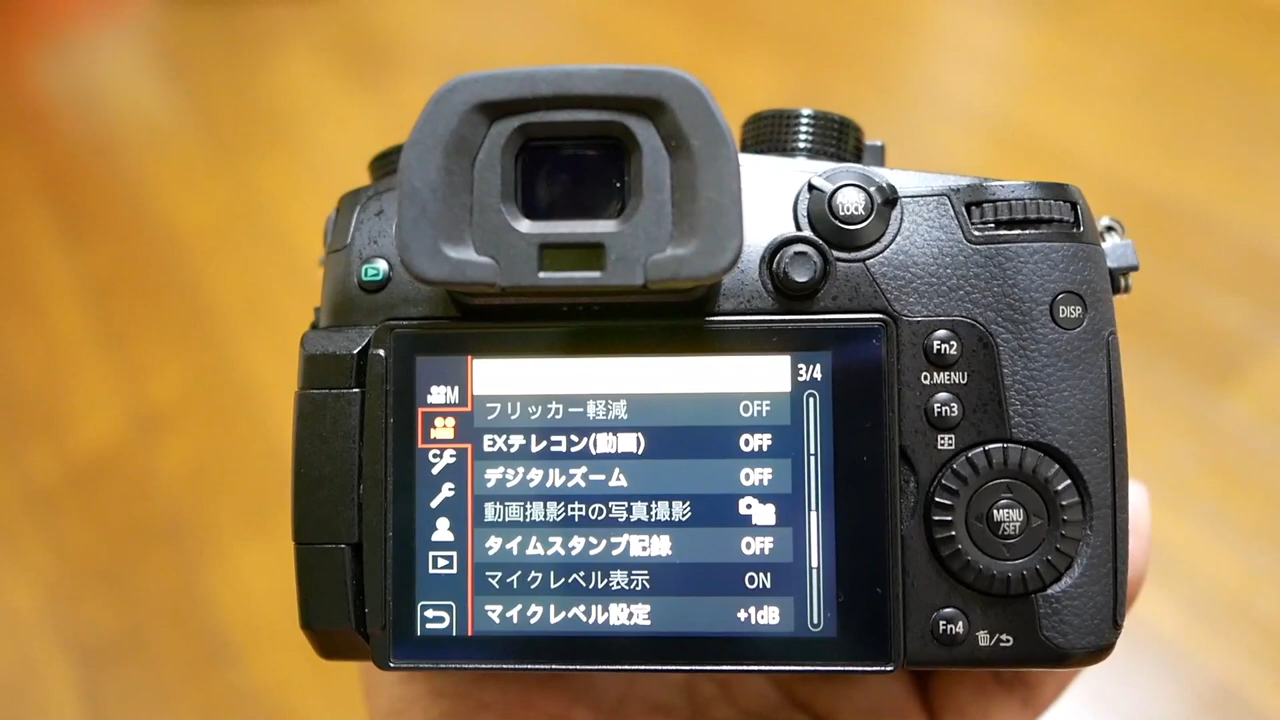 LOCK
DISP.
Fn2
Q.MENU
Fn3
MENU
/SET
Fn4
3/4
M
フリッカー軽減 OFF
EXテレコン(動画) OFF
デジタルズーム OFF
動画撮影中の写真撮影
タイムスタンプ記録 OFF
マイクレベル表示 ON
マイクレベル設定 +1dB